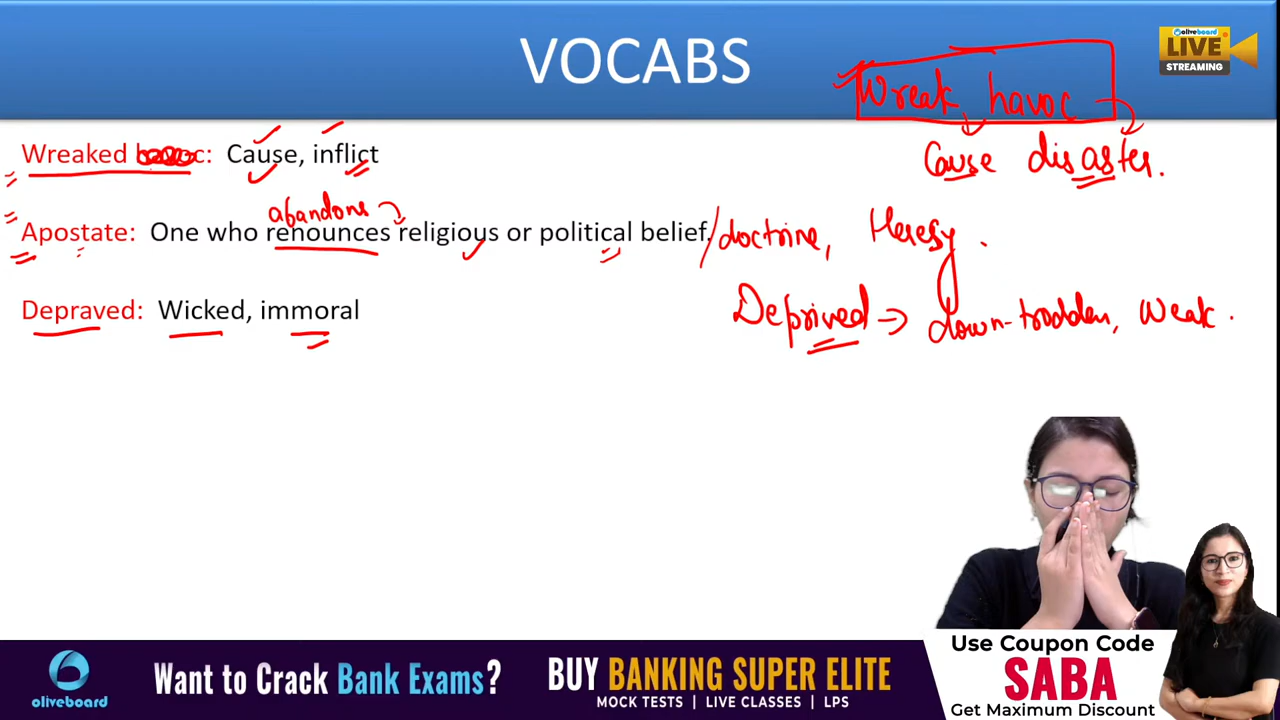 VOCABS
oliveboard
LIVE
STREAMING
Wreak havoc
Wreaked c: Cause, inflict
Cause disaster.
abandons
Apostate: One who renounces religious or political belief./doctrine, Heresy.
Depraved: Wicked, immoral
Deprived → down-trodden, Weak.
oliveboard
Want to Crack Bank Exams?
BUY BANKING SUPER ELITE
MOCK TESTS | LIVE CLASSES | LPS
Use Coupon Code
SABA
Get Maximum Discount